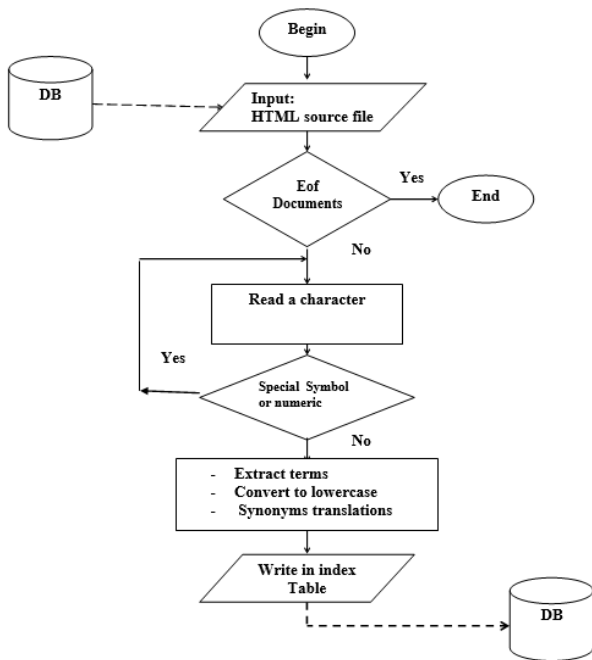 Begin
DB
Input:
HTML source file
Eof
Documents
Yes
End
No
Read a character
Yes
Special Symbol
or numeric
No
- Extract terms
- Convert to lowercase
- Synonyms translations
Write in index
Table
DB